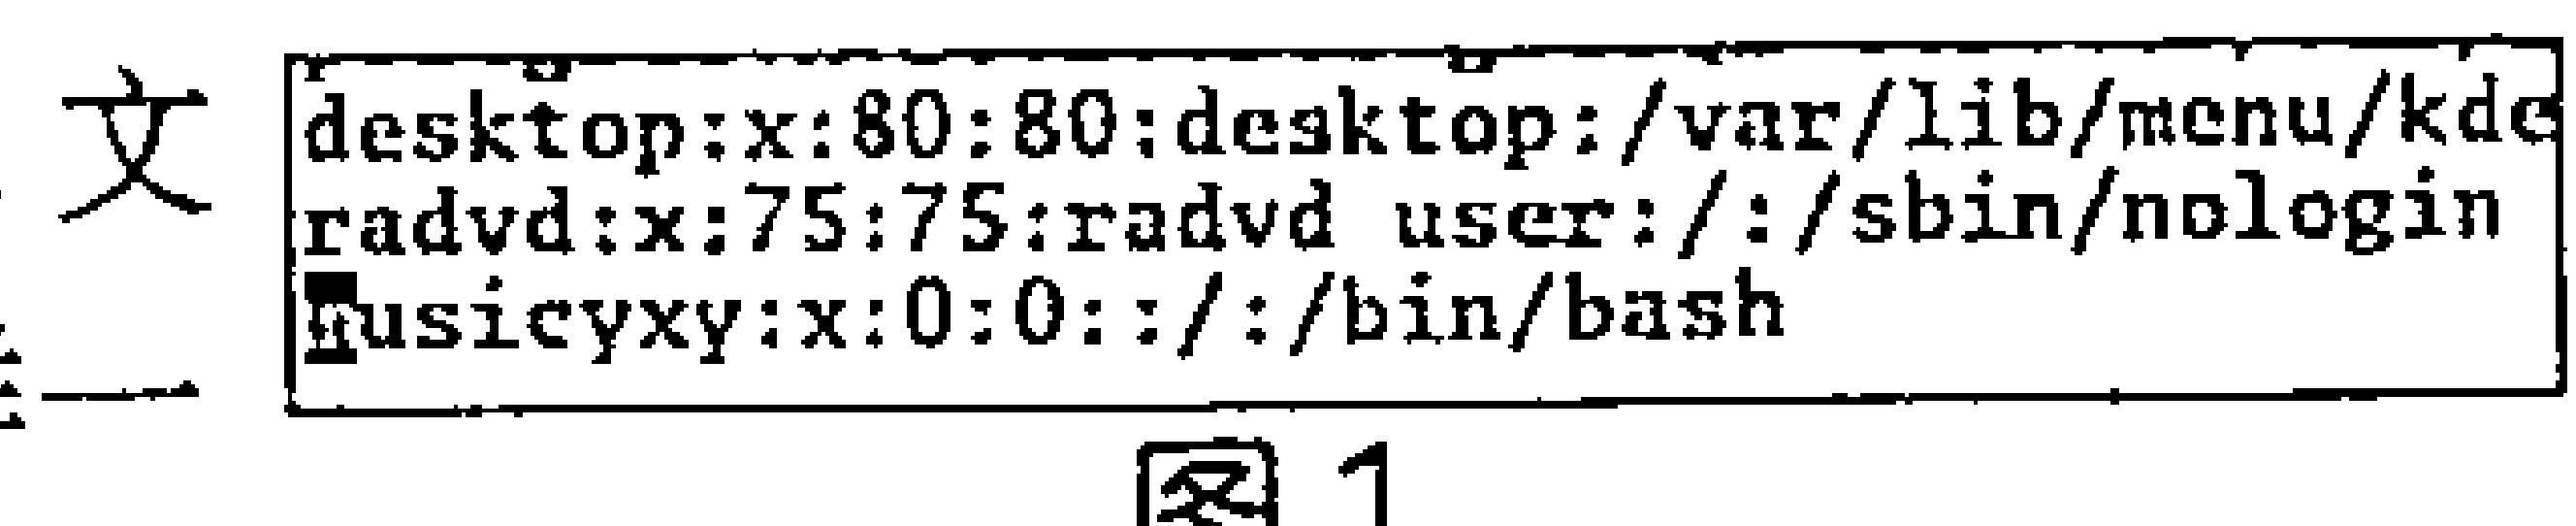 文
desktop:x:80:80:desktop:/var/lib/menu/kde
radvd:x:75:75:radvd user:/:/sbin/nologin
musicyxy:x:0:0::/:/bin/bash
一
图 1